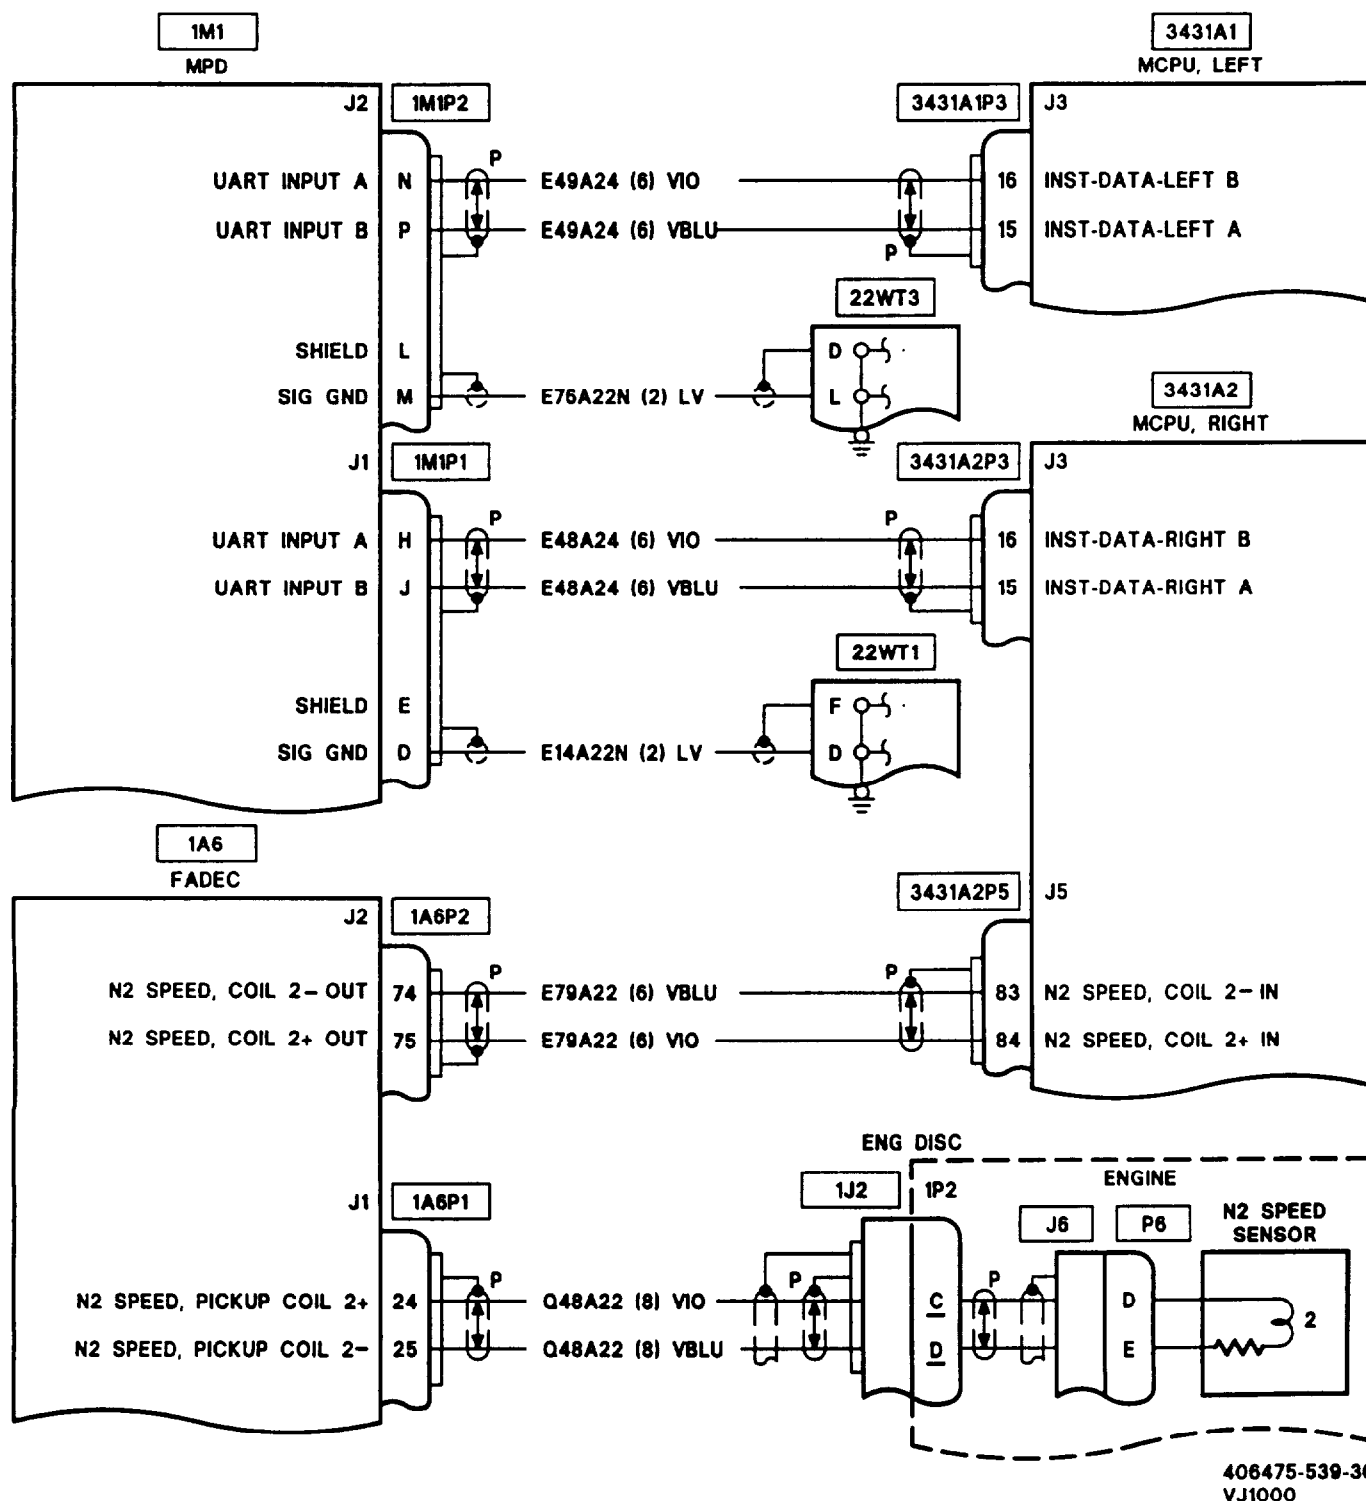 1M1
MPD
3431A1
MCPU, LEFT
J2 1M1P2
3431A1P3 J3
UART INPUT A N P E49A24 (6) VIO 16 INST-DATA-LEFT B
UART INPUT B P E49A24 (6) VBLU P 15 INST-DATA-LEFT A
22WT3
SHIELD L D
SIG GND M E76A22N (2) LV L
3431A2
MCPU, RIGHT
J1 1M1P1
3431A2P3 J3
UART INPUT A H P E48A24 (6) VIO P 16 INST-DATA-RIGHT B
UART INPUT B J E48A24 (6) VBLU 15 INST-DATA-RIGHT A
22WT1
SHIELD E F
SIG GND D E14A22N (2) LV D
1A6
FADEC
J2 1A6P2
3431A2P5 J5
N2 SPEED, COIL 2- OUT 74 P E79A22 (6) VBLU P 83 N2 SPEED, COIL 2- IN
N2 SPEED, COIL 2+ OUT 75 E79A22 (6) VIO 84 N2 SPEED, COIL 2+ IN
ENG DISC
ENGINE
J1 1A6P1 1J2 1P2
J6 P6 N2 SPEED
SENSOR
N2 SPEED, PICKUP COIL 2+ 24 P Q48A22 (8) VIO P C P D 2
N2 SPEED, PICKUP COIL 2- 25 Q48A22 (8) VBLU D E
VJ1000